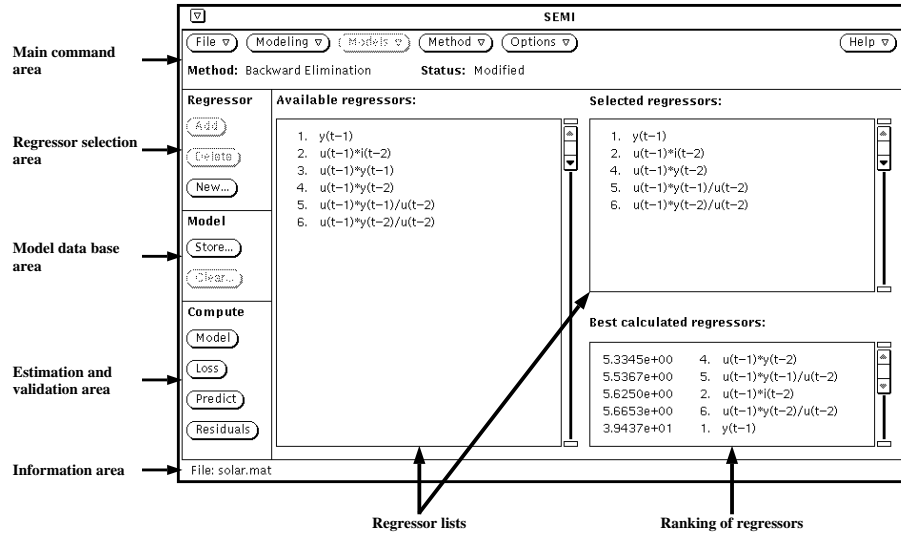 SEMI
File Modeling Models Method Options Help
Main command area
Method: Backward Elimination Status: Modified
Regressor
Add
Delete
New...
Regressor selection area
Model
Store...
Clear...
Model data base area
Compute
Model
Loss
Predict
Residuals
Estimation and validation area
Available regressors:
1. y(t−1)
2. u(t−1)*i(t−2)
3. u(t−1)*y(t−1)
4. u(t−1)*y(t−2)
5. u(t−1)*y(t−1)/u(t−2)
6. u(t−1)*y(t−2)/u(t−2)
Selected regressors:
1. y(t−1)
2. u(t−1)*i(t−2)
4. u(t−1)*y(t−2)
5. u(t−1)*y(t−1)/u(t−2)
6. u(t−1)*y(t−2)/u(t−2)
Best calculated regressors:
5.3345e+00 4. u(t−1)*y(t−2)
5.5367e+00 5. u(t−1)*y(t−1)/u(t−2)
5.6250e+00 2. u(t−1)*i(t−2)
5.6653e+00 6. u(t−1)*y(t−2)/u(t−2)
3.9437e+01 1. y(t−1)
Information area
File: solar.mat
Regressor lists
Ranking of regressors